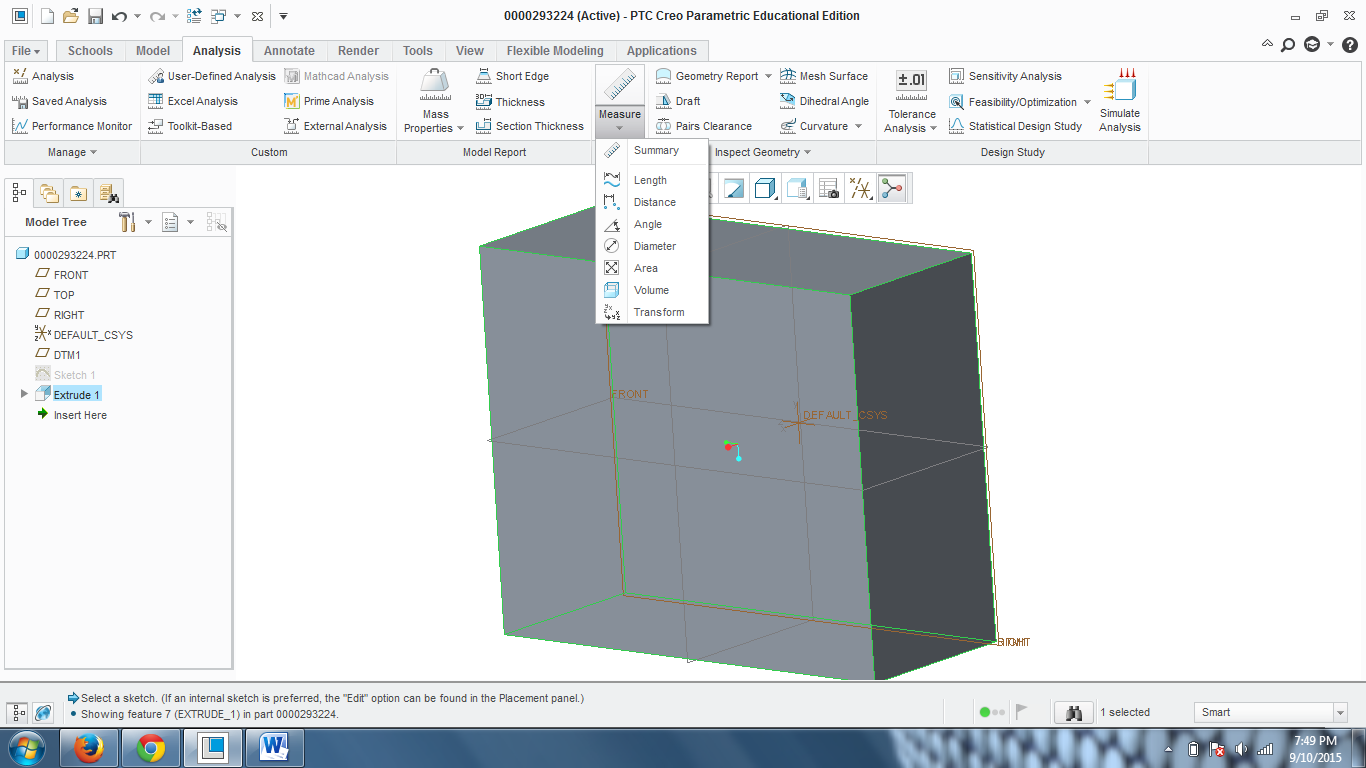 0000293224 (Active) - PTC Creo Parametric Educational Edition
File Schools Model Analysis Annotate Render Tools View Flexible Modeling Applications
Analysis
Saved Analysis
Performance Monitor
Manage
User-Defined Analysis
Excel Analysis
Toolkit-Based
Mathcad Analysis
Prime Analysis
External Analysis
Custom
Mass
Properties
Short Edge
Thickness
Section Thickness
Model Report
Measure
Summary
Length
Distance
Angle
Diameter
Area
Volume
Transform
Geometry Report
Draft
Pairs Clearance
Mesh Surface
Dihedral Angle
Curvature
Inspect Geometry
±.01
Tolerance
Analysis
Sensitivity Analysis
Feasibility/Optimization
Statistical Design Study
Simulate
Analysis
Design Study
Model Tree
0000293224.PRT
FRONT
TOP
RIGHT
DEFAULT_CSYS
DTM1
Sketch 1
Extrude 1
Insert Here
FRONT
DEFAULT_CSYS
Select a sketch. (If an internal sketch is preferred, the "Edit" option can be found in the Placement panel.)
Showing feature 7 (EXTRUDE_1) in part 0000293224.
1 selected
Smart
7:49 PM
9/10/2015